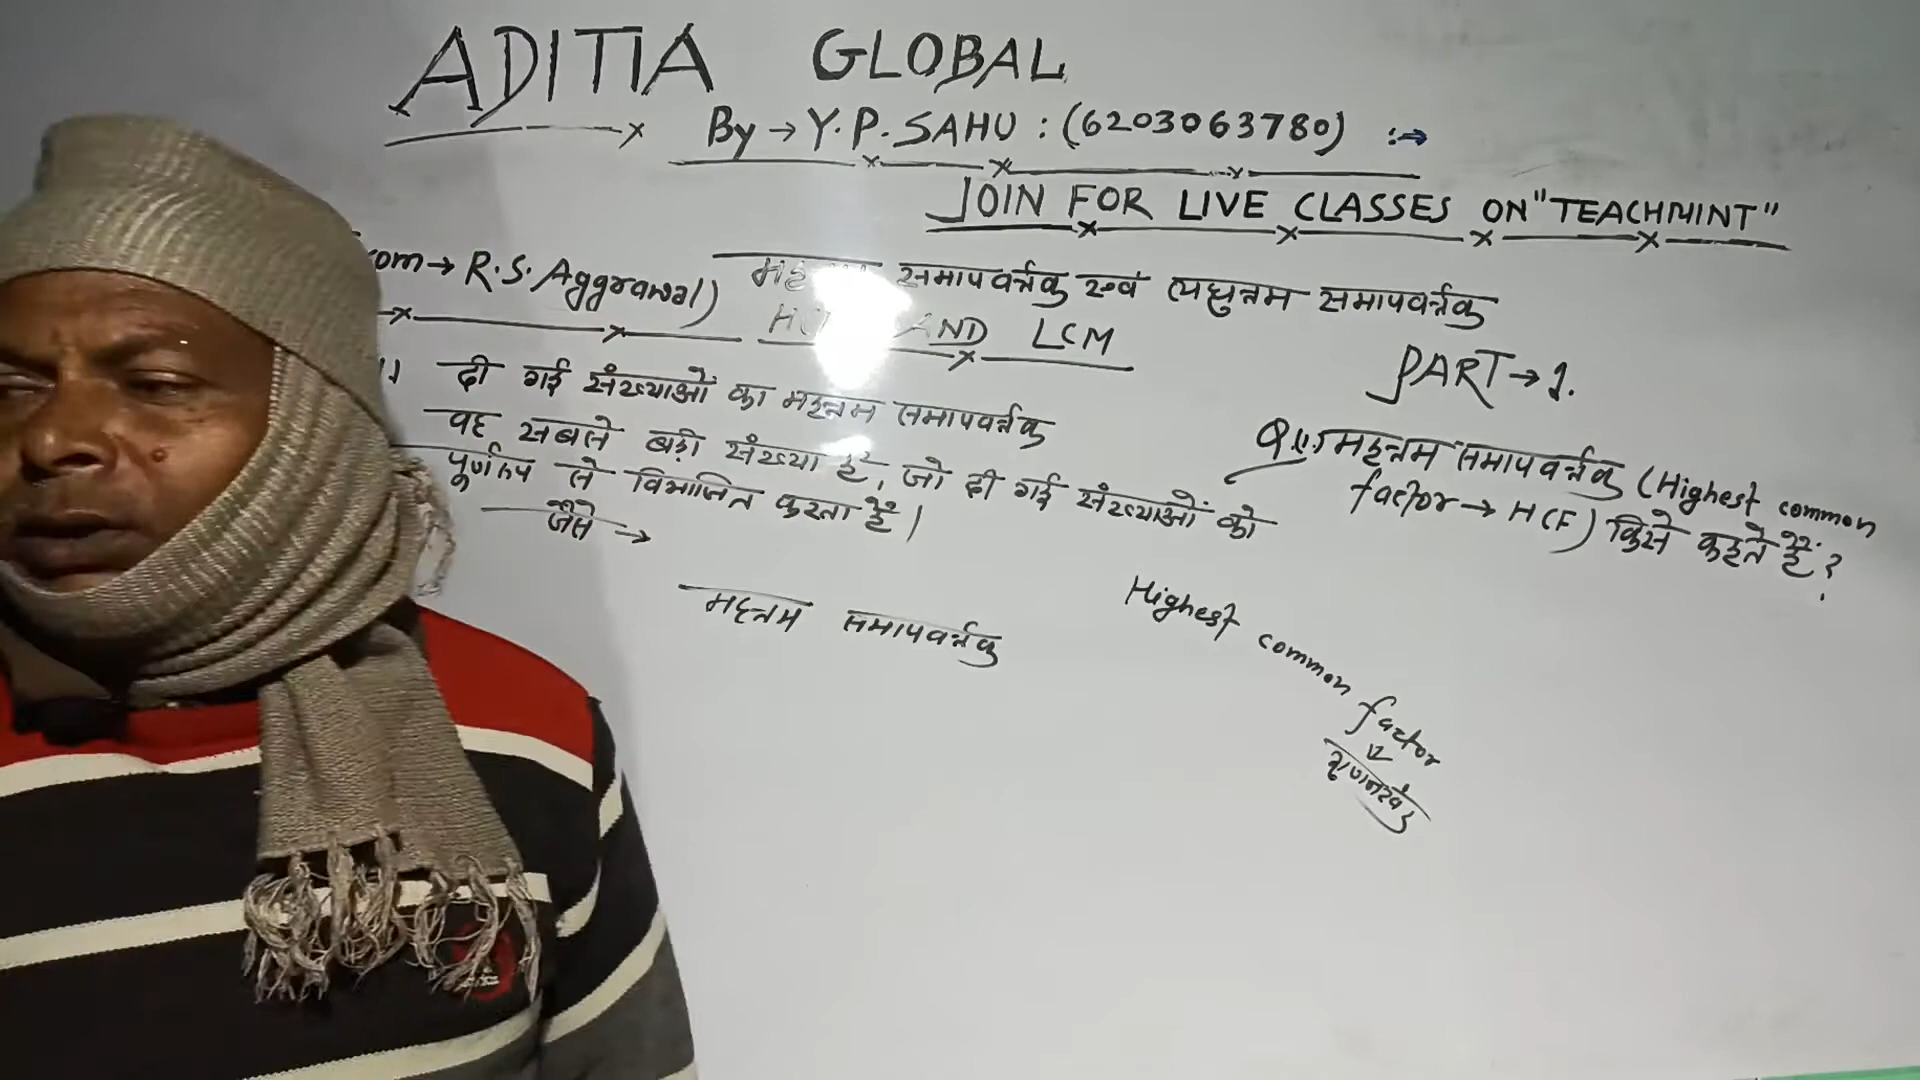 ADITIA GLOBAL
By → Y.P.SAHU : (6203063780) :⇒
JOIN FOR LIVE CLASSES ON "TEACHMINT"
om → R.S.Aggrawal) समापवर्त्तक एवं लघुत्तम समापवर्त्तक
AND LCM
PART → 1.
दी गई संख्याओं का महत्तम समापवर्त्तक
वह सबसे बड़ी संख्या है, जो दी गई संख्याओं को
पूर्णरूप से विभाजित करता है।
जैसे →
महत्तम समापवर्त्तक (Highest common
factor → HCF) किसे कहते हैं?
महत्तम समापवर्त्तक
Highest common factor
गुणनखंड